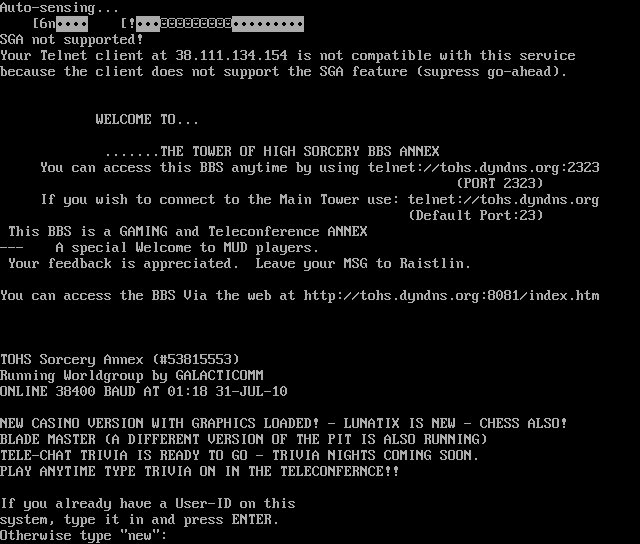 Auto-sensing...
[6n•••• [!•••◙◙◙◙◙◙◙◙◙•••••••••
SGA not supported!
Your Telnet client at 38.111.134.154 is not compatible with this service
because the client does not support the SGA feature (supress go-ahead).
WELCOME TO...
.......THE TOWER OF HIGH SORCERY BBS ANNEX
You can access this BBS anytime by using telnet://tohs.dyndns.org:2323
(PORT 2323)
If you wish to connect to the Main Tower use: telnet://tohs.dyndns.org
(Default Port:23)
This BBS is a GAMING and Teleconference ANNEX
--- A special Welcome to MUD players.
Your feedback is appreciated. Leave your MSG to Raistlin.
You can access the BBS Via the web at http://tohs.dyndns.org:8081/index.htm
TOHS Sorcery Annex (#53815553)
Running Worldgroup by GALACTICOMM
ONLINE 38400 BAUD AT 01:18 31-JUL-10
NEW CASINO VERSION WITH GRAPHICS LOADED! - LUNATIX IS NEW - CHESS ALSO!
BLADE MASTER (A DIFFERENT VERSION OF THE PIT IS ALSO RUNNING)
TELE-CHAT TRIVIA IS READY TO GO - TRIVIA NIGHTS COMING SOON.
PLAY ANYTIME TYPE TRIVIA ON IN THE TELECONFERNCE!!
If you already have a User-ID on this
system, type it in and press ENTER.
Otherwise type "new":